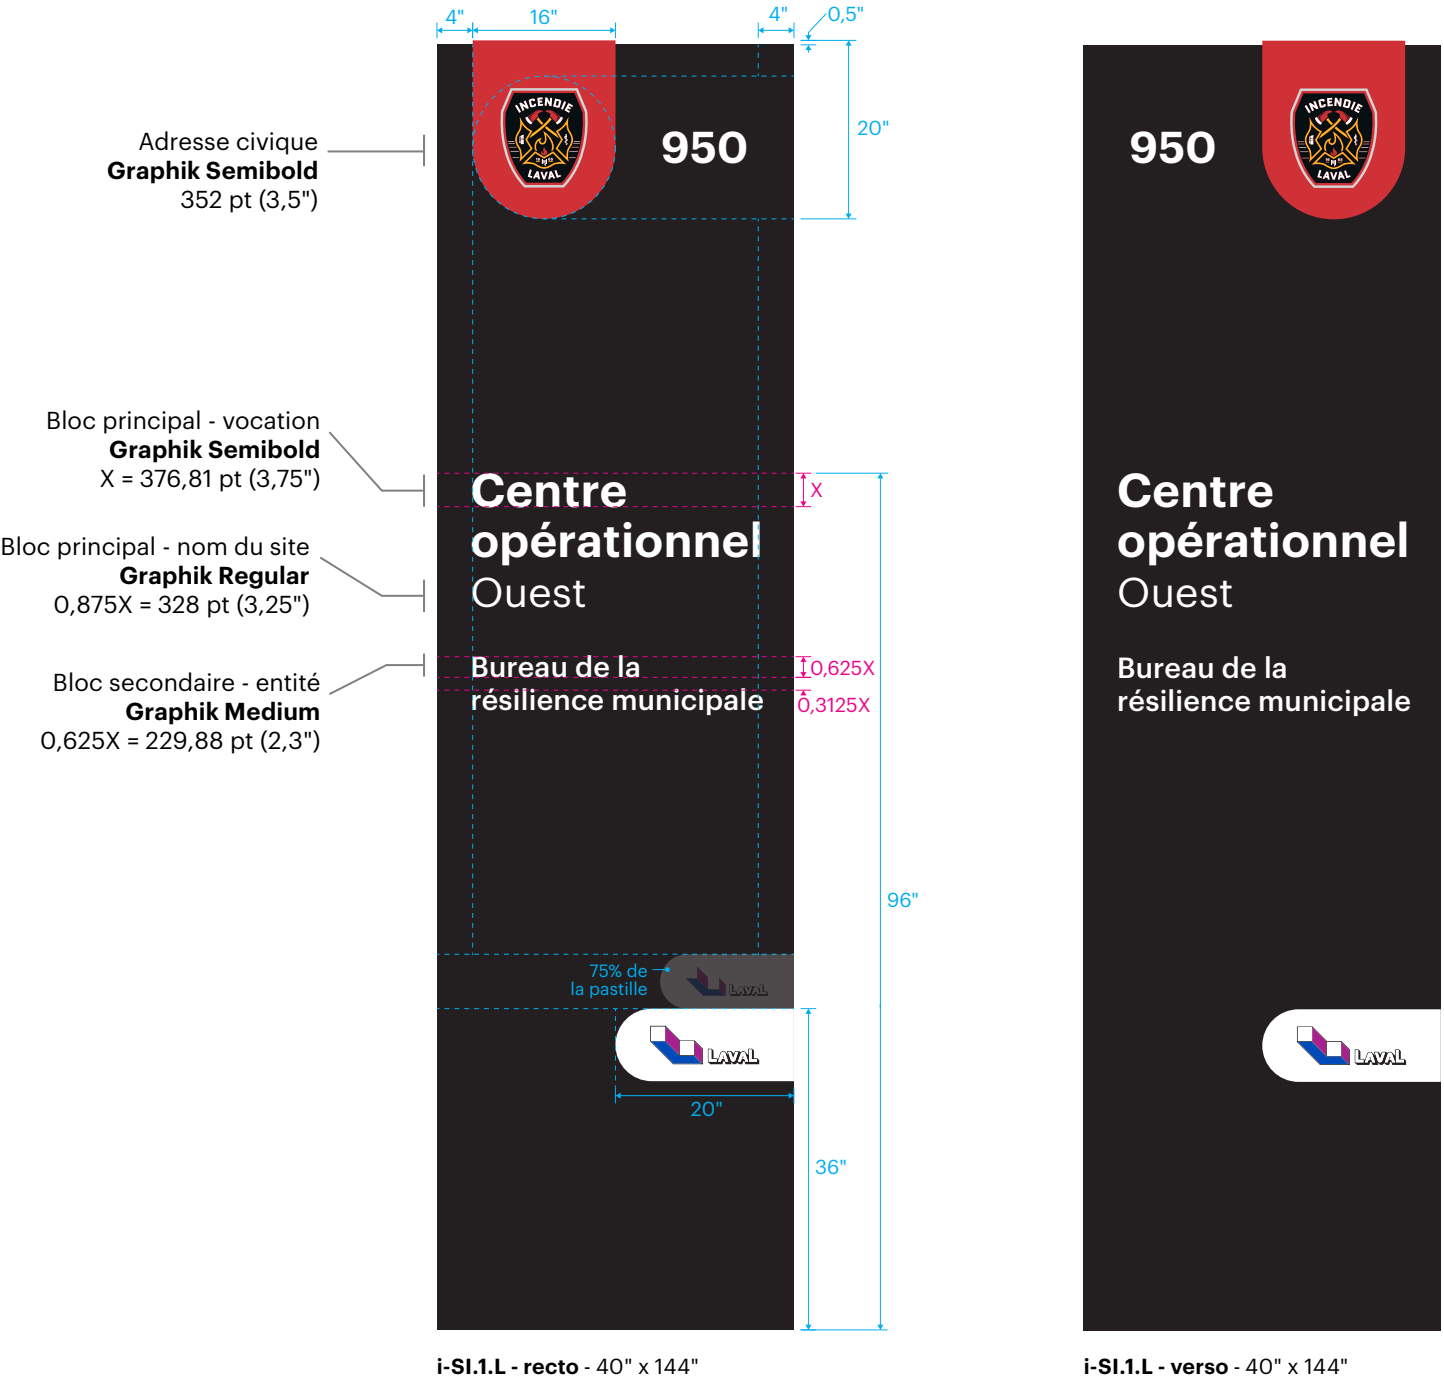 4"
16"
4"
0,5"
20"
Adresse civique
Graphik Semibold
352 pt (3,5")
INCENDIE
LAVAL
950
Bloc principal - vocation
Graphik Semibold
X = 376,81 pt (3,75")
Bloc principal - nom du site
Graphik Regular
0,875X = 328 pt (3,25")
Bloc secondaire - entité
Graphik Medium
0,625X = 229,88 pt (2,3")
Centre
opérationnel
Ouest
X
Bureau de la
résilience municipale
0,625X
0,3125X
96"
75% de
la pastille
LAVAL
LAVAL
20"
36"
i-SI.1.L - recto - 40" x 144"
950
INCENDIE
LAVAL
Centre
opérationnel
Ouest
Bureau de la
résilience municipale
LAVAL
i-SI.1.L - verso - 40" x 144"